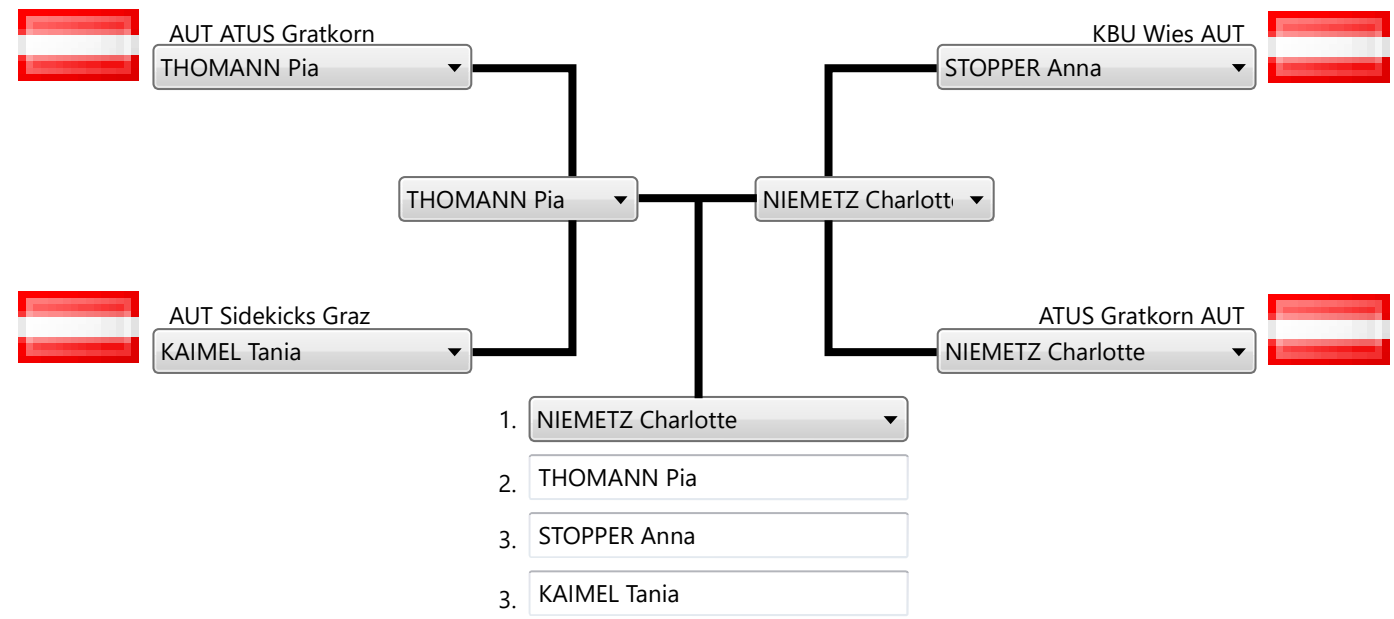 AUT ATUS Gratkorn
THOMANN Pia
KBU Wies AUT
STOPPER Anna
THOMANN Pia
NIEMETZ Charlott
AUT Sidekicks Graz
KAIMEL Tania
ATUS Gratkorn AUT
NIEMETZ Charlotte
1. NIEMETZ Charlotte
2. THOMANN Pia
3. STOPPER Anna
3. KAIMEL Tania